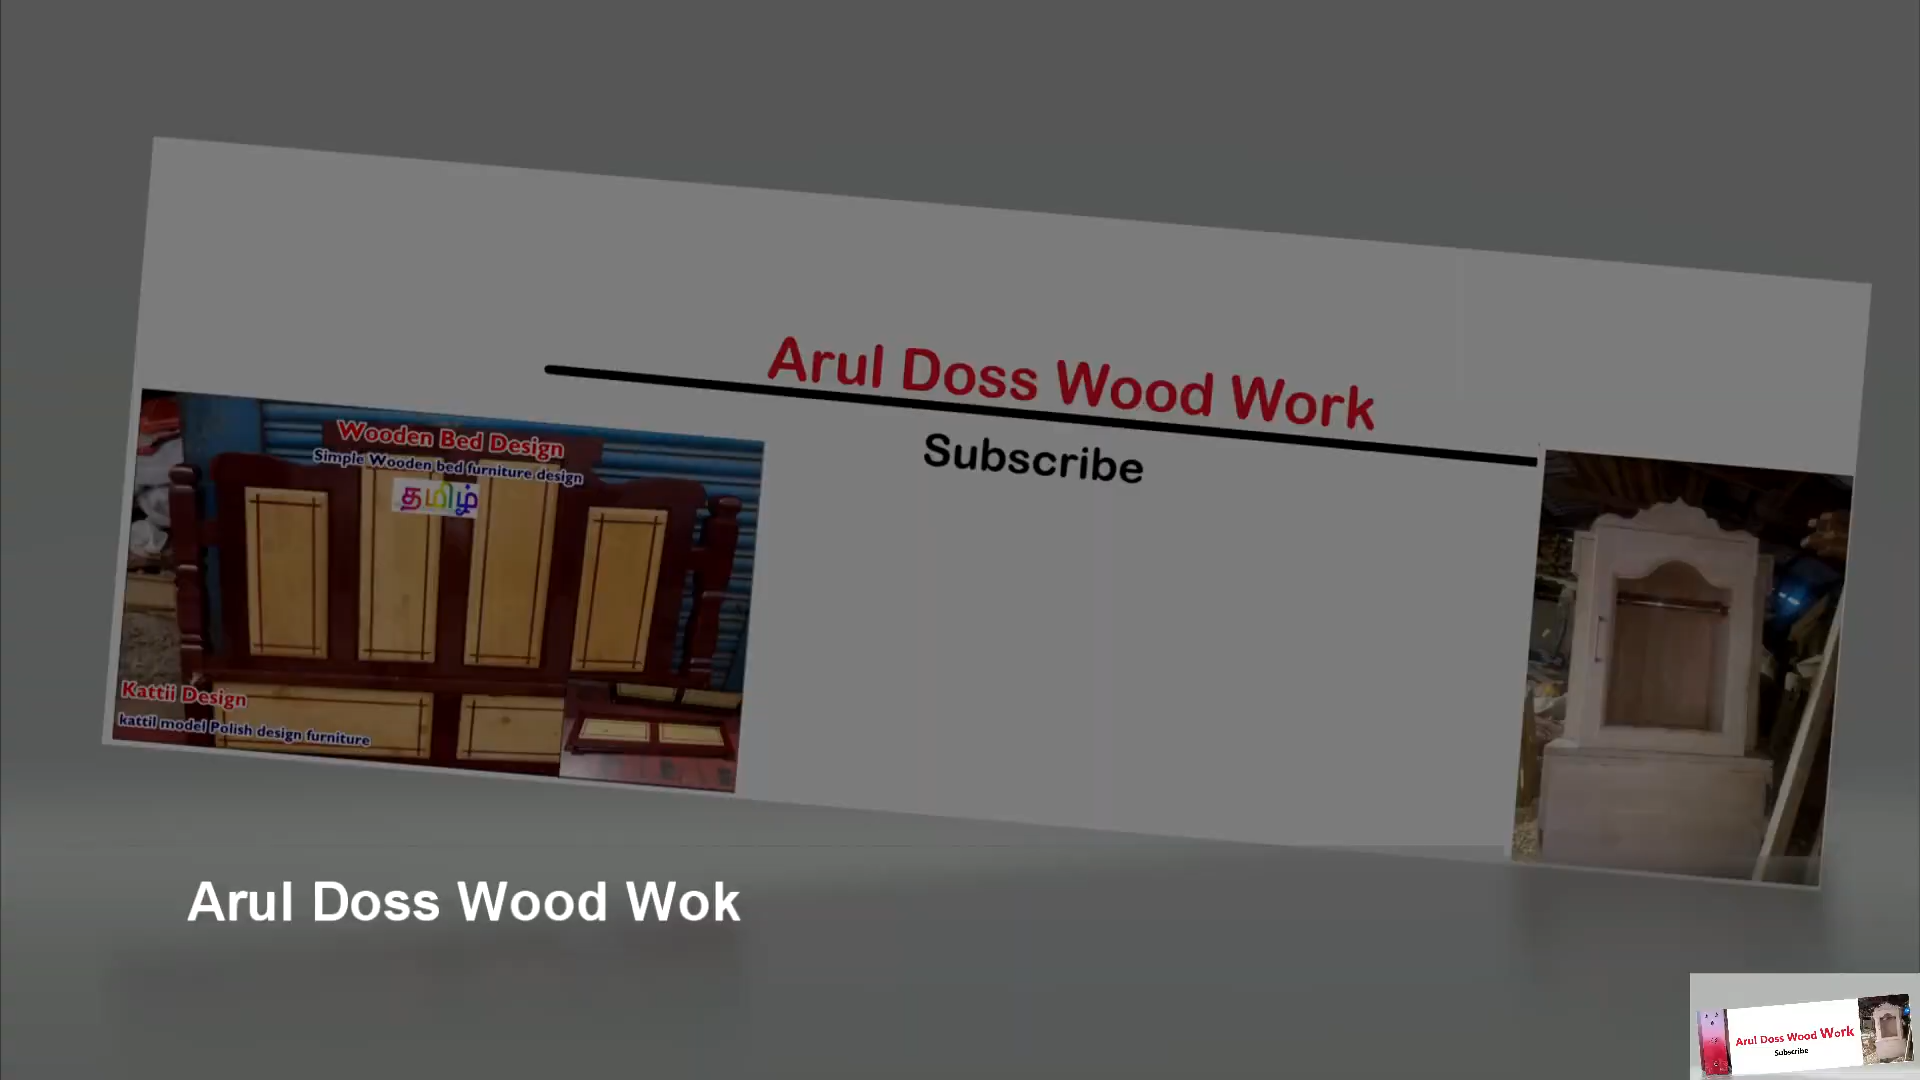 Arul Doss Wood Work
Subscribe
Wooden Bed Design
Simple Wooden bed furniture design
தமிழ்
Kattii Design
kattil model Polish design furniture
Arul Doss Wood Wok
Arul Doss Wood Work
Subscribe